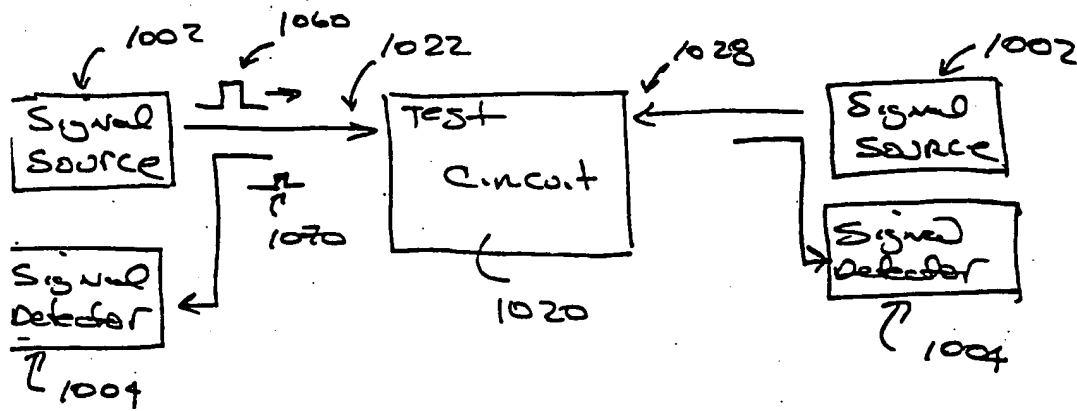 1002
1060
1022
1028
1002
Signal
Source
Test
Circuit
Signal
Source
1070
Signal
Detector
Signal
Detector
1020
1004
1004